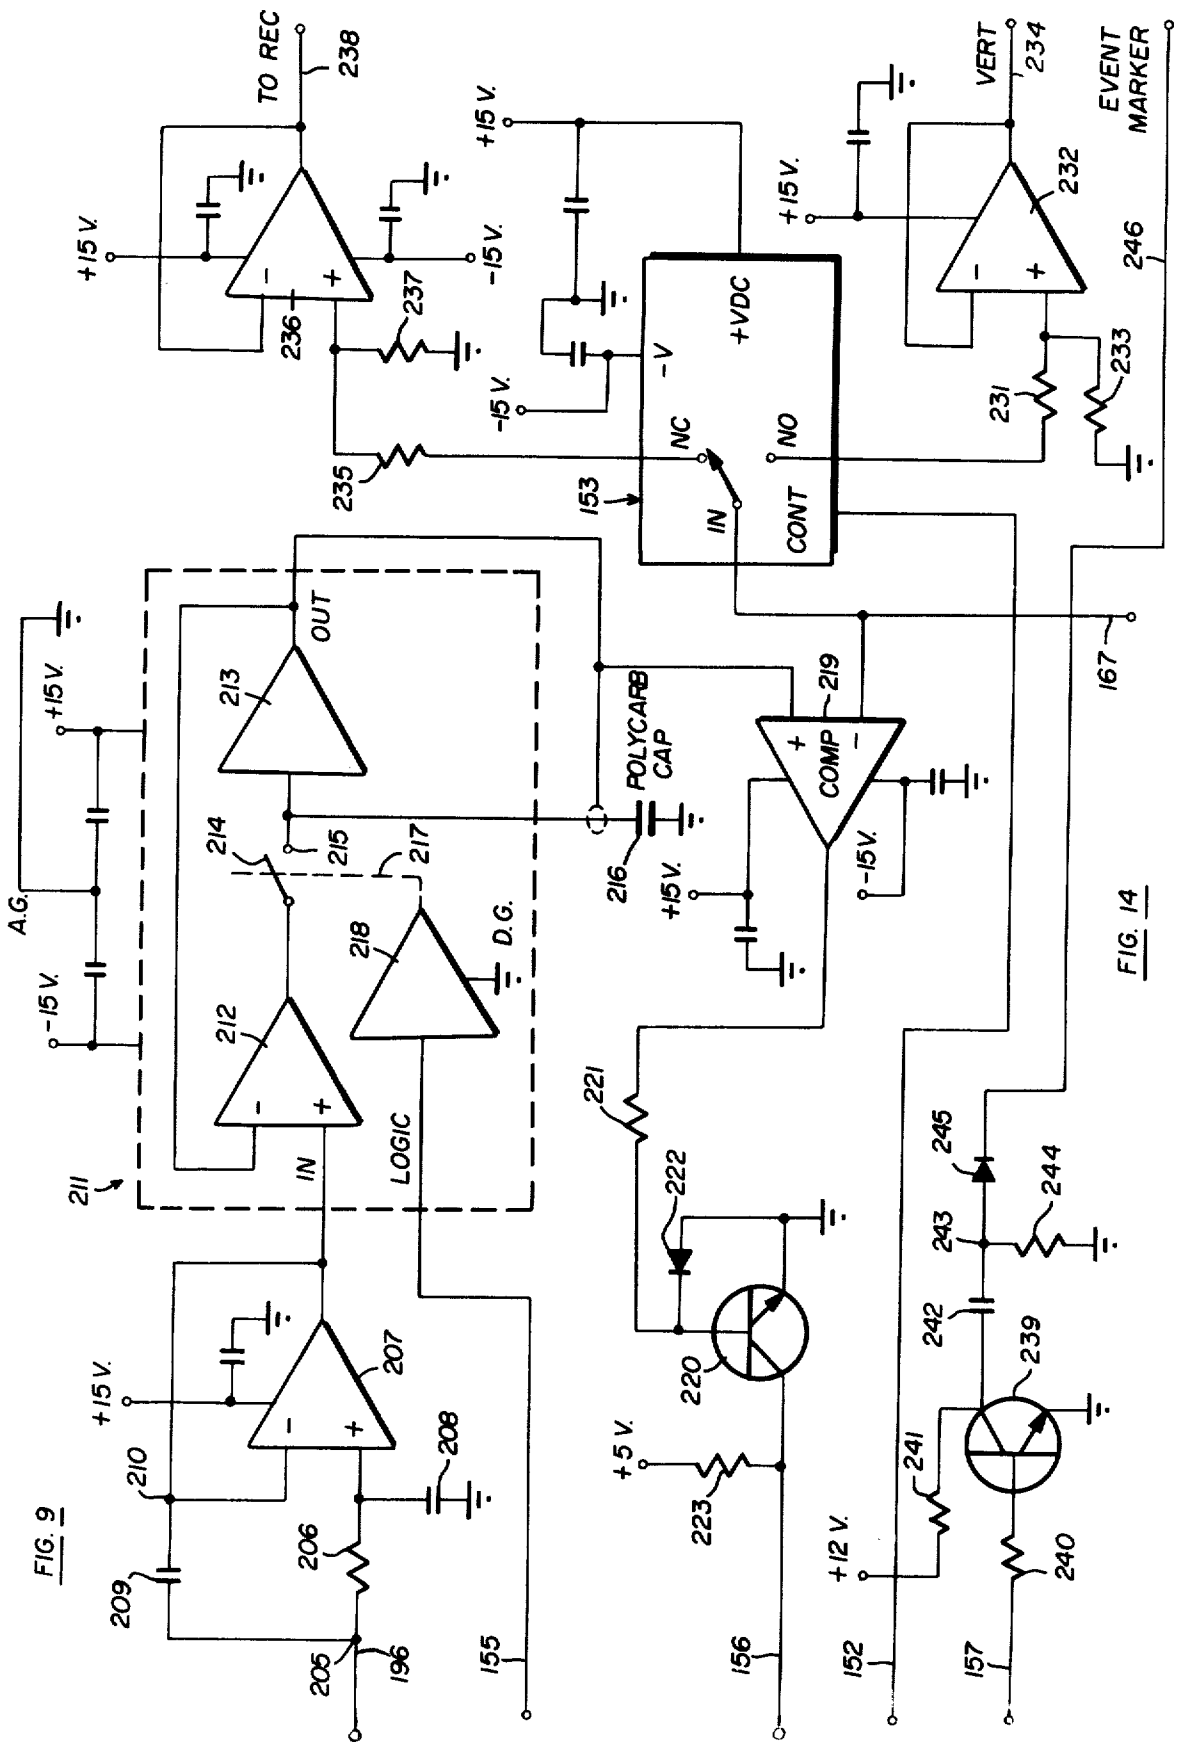 FIG. 9
+15 V.
209
210
206
205
196
208
207
155
211
IN
LOGIC
212
214
215
217
218
D.G.
213
OUT
-15 V.
A.G.
+15 V.
216
POLYCARB
CAP
+15 V.
236
-
+
237
235
-15 V.
TO REC
238
+15 V.
-15 V.
-V
+VDC
153
NC
IN
NO
CONT
+15 V.
231
233
-
+
232
VERT
234
246
EVENT
MARKER
219
COMP
+
-
+15 V.
-15 V.
167
221
222
220
+5 V.
223
156
152
+12 V.
241
239
240
157
242
243
244
245
FIG. 14